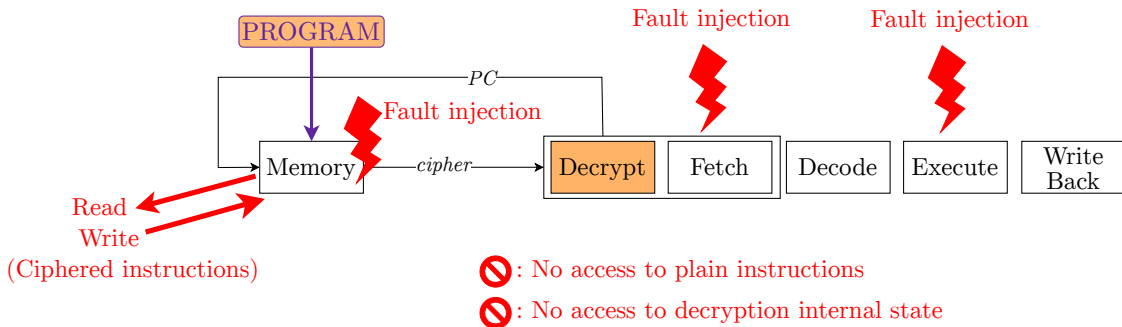 PROGRAM
Fault injection
Fault injection
PC
Fault injection
Memory
cipher
Decrypt
Fetch
Decode
Execute
Write
Back
Read
Write
(Ciphered instructions)
: No access to plain instructions
: No access to decryption internal state